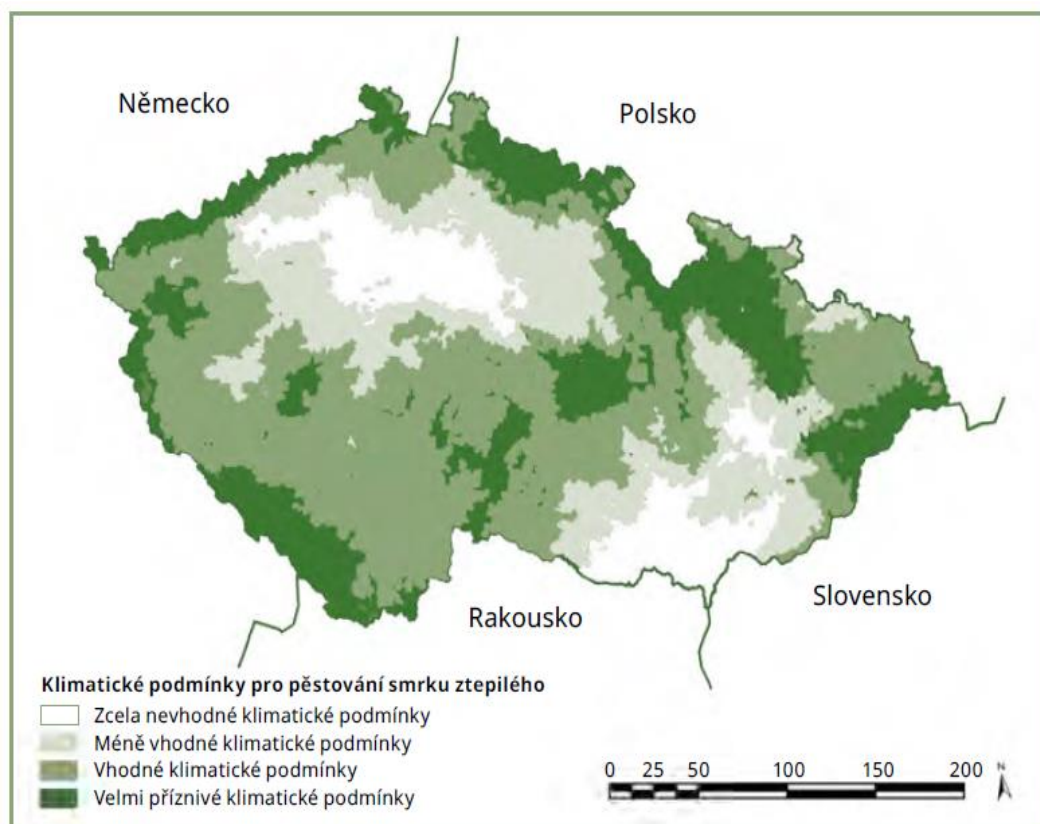 Německo
Polsko
Rakousko
Slovensko
Klimatické podmínky pro pěstování smrku ztepilého
Zcela nevhodné klimatické podmínky
Méně vhodné klimatické podmínky
Vhodné klimatické podmínky
Velmi příznivé klimatické podmínky
0 25 50 100 150 200
N